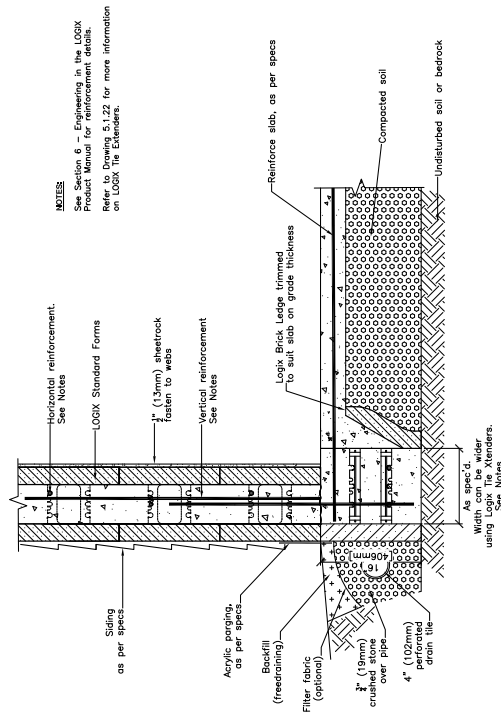 NOTES:
See Section 6 – Engineering in the LOGIX
Product Manual for reinforcement details.
Refer to Drawing 5.1.22 for more information
on LOGIX Tie Extenders.
Horizontal reinforcement.
See Notes
LOGIX Standard Forms
½" (13mm) sheetrock
fasten to webs
Vertical reinforcement
See Notes
Logix Brick Ledge trimmed
to suit slab on grade thickness
Reinforce slab, as per specs
Compacted soil
Undisturbed soil or bedrock
Siding
as per specs
Acrylic parging,
as per specs
Backfill
(freedraining)
Filter fabric
(optional)
¾" (19mm)
crushed stone
over pipe
4" (102mm)
perforated
drain tile
16
[406mm]
As spec'd.
Width can be wider
using Logix Tie Xtenders.
See Notes